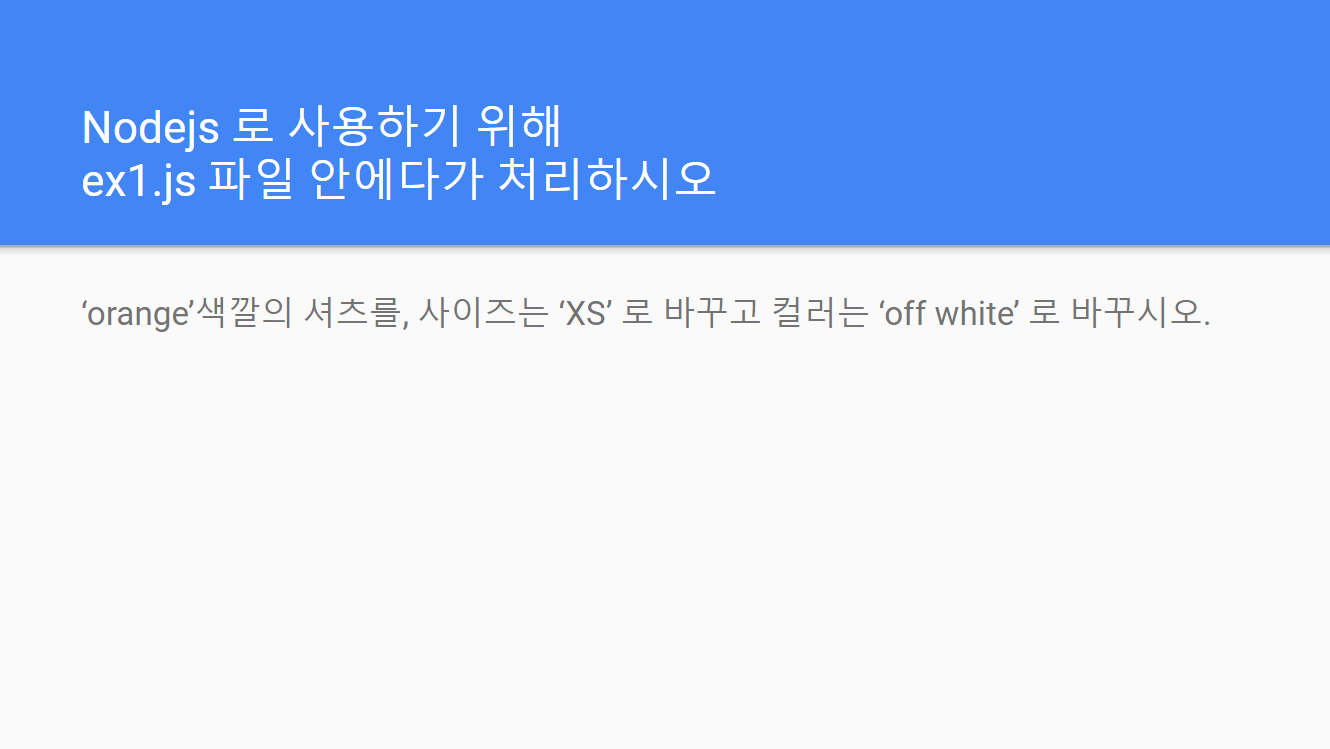 Nodejs 로 사용하기 위해
ex1.js 파일 안에다가 처리하시오
‘orange’색깔의 셔츠를, 사이즈는 ‘XS’ 로 바꾸고 컬러는 ‘off white’ 로 바꾸시오.